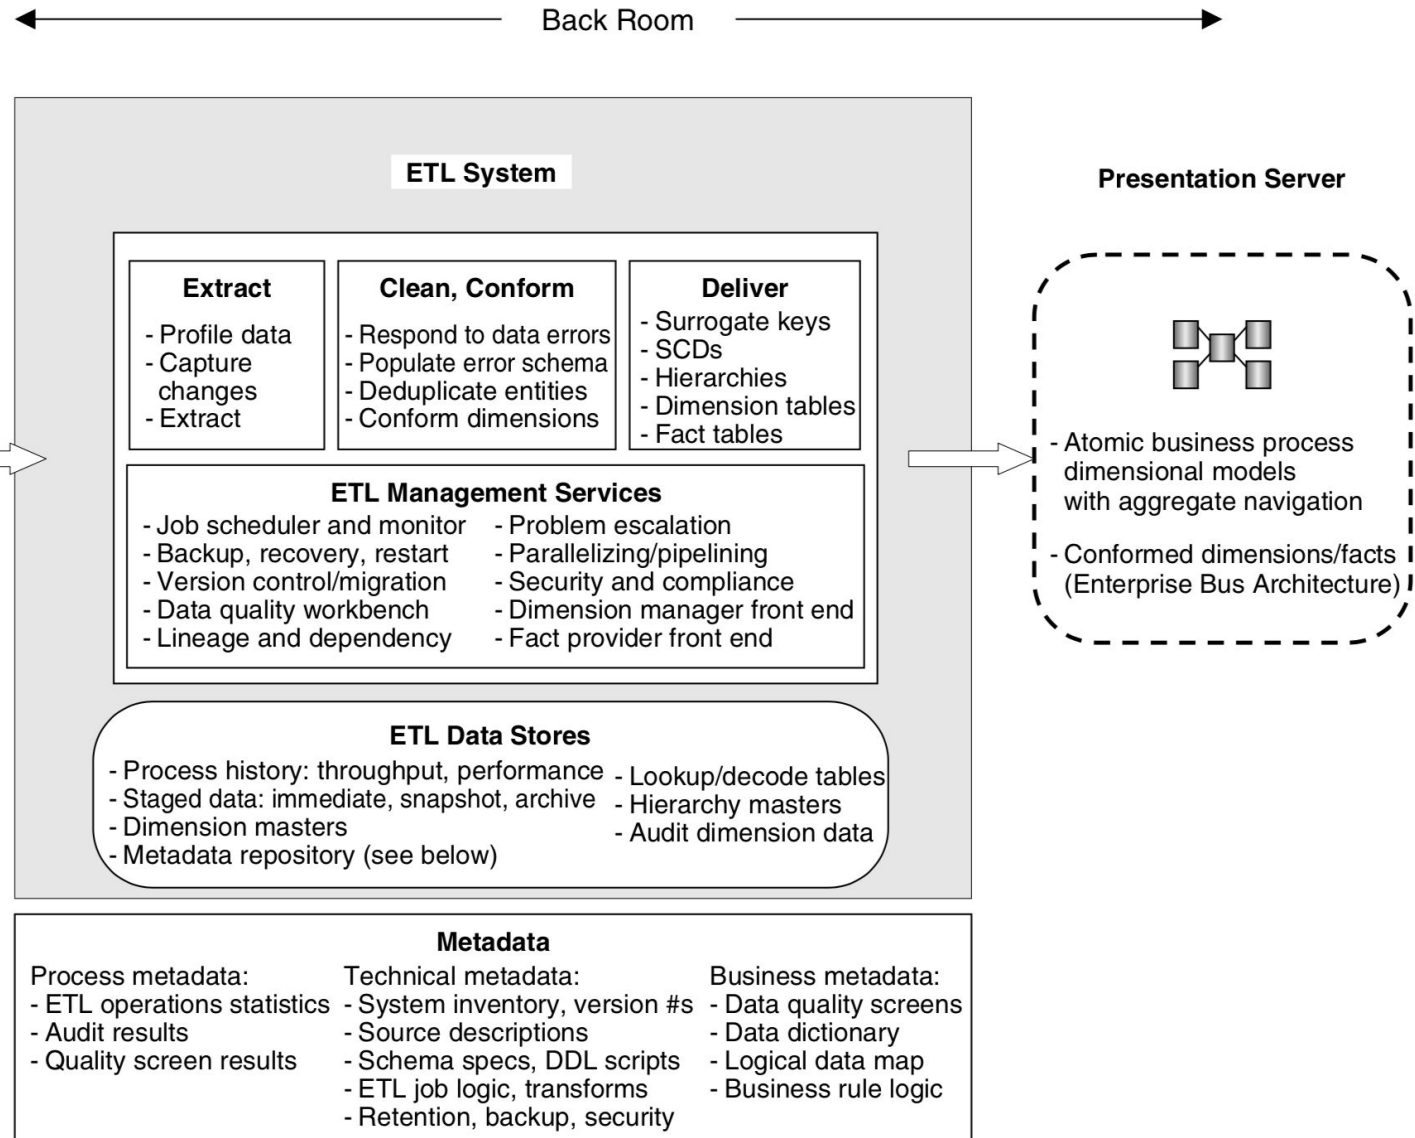 Back Room
ETL System
Extract
- Profile data
- Capture
changes
- Extract
Clean, Conform
- Respond to data errors
- Populate error schema
- Deduplicate entities
- Conform dimensions
Deliver
- Surrogate keys
- SCDs
- Hierarchies
- Dimension tables
- Fact tables
ETL Management Services
- Job scheduler and monitor
- Backup, recovery, restart
- Version control/migration
- Data quality workbench
- Lineage and dependency
- Problem escalation
- Parallelizing/pipelining
- Security and compliance
- Dimension manager front end
- Fact provider front end
ETL Data Stores
- Process history: throughput, performance
- Staged data: immediate, snapshot, archive
- Dimension masters
- Metadata repository (see below)
- Lookup/decode tables
- Hierarchy masters
- Audit dimension data
Presentation Server
- Atomic business process
dimensional models
with aggregate navigation
- Conformed dimensions/facts
(Enterprise Bus Architecture)
Metadata
Process metadata:
- ETL operations statistics
- Audit results
- Quality screen results
Technical metadata:
- System inventory, version #s
- Source descriptions
- Schema specs, DDL scripts
- ETL job logic, transforms
- Retention, backup, security
Business metadata:
- Data quality screens
- Data dictionary
- Logical data map
- Business rule logic